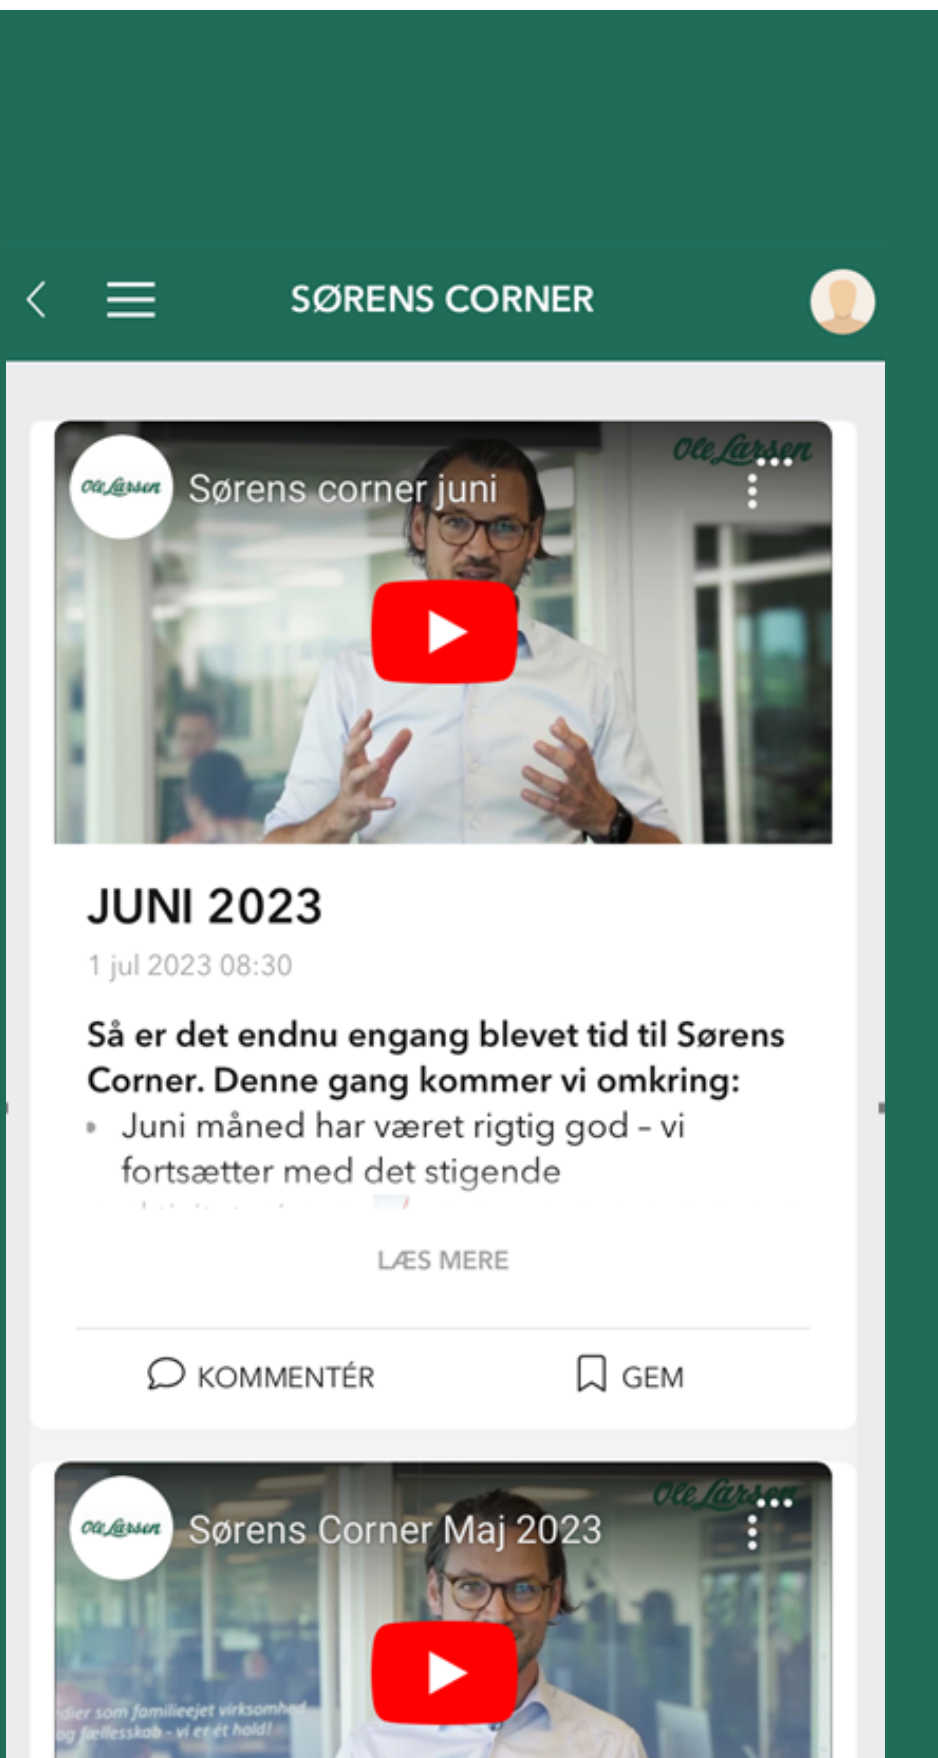 SØRENS CORNER
Ole Larsen
Ole Larsen
Sørens corner juni
JUNI 2023
1 jul 2023 08:30
Så er det endnu engang blevet tid til Sørens
Corner. Denne gang kommer vi omkring:
Juni måned har været rigtig god – vi
fortsætter med det stigende
LÆS MERE
KOMMENTÉR
GEM
Ole Larsen
Ole Larsen
Sørens Corner Maj 2023
som familieejet virksomhed
og fællesskab - vi er ét hold!